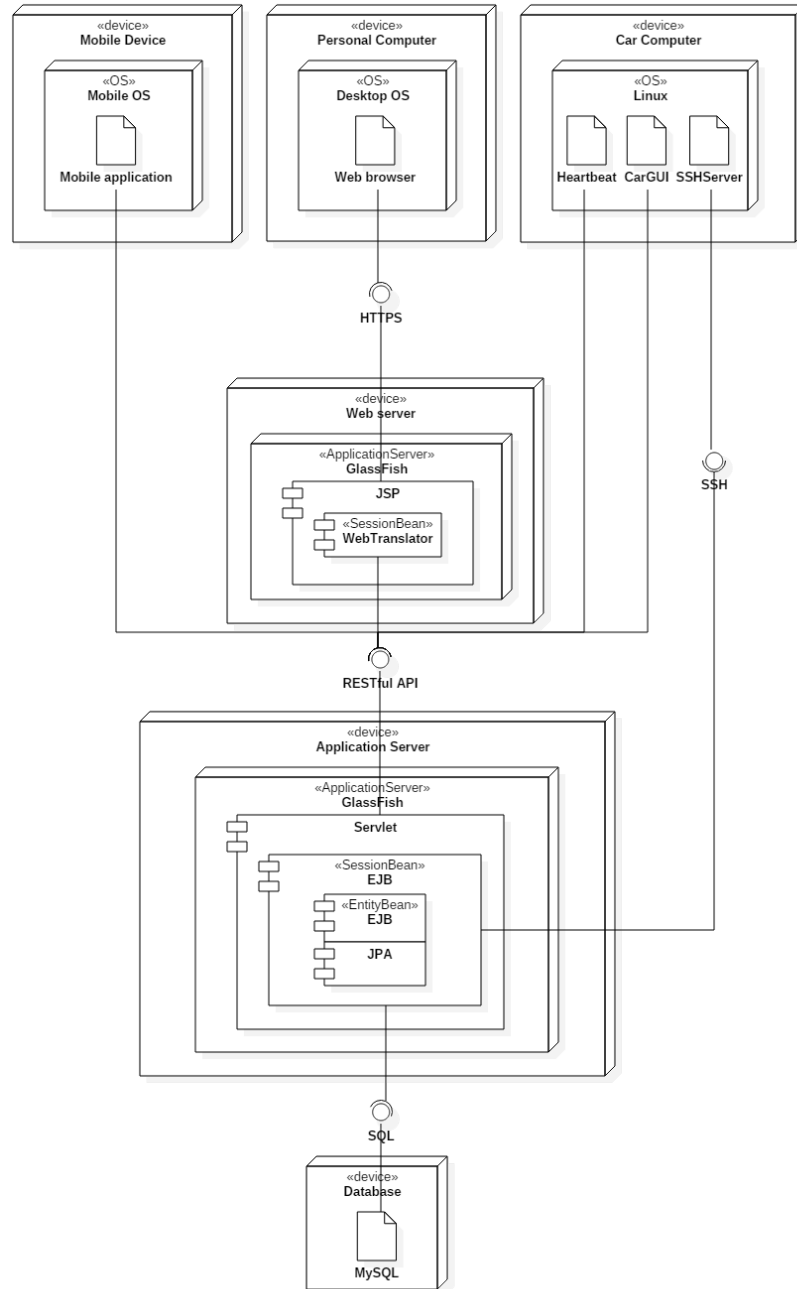 «device»
Mobile Device
«OS»
Mobile OS
Mobile application
«device»
Personal Computer
«OS»
Desktop OS
Web browser
«device»
Car Computer
«OS»
Linux
Heartbeat
CarGUI
SSHServer
HTTPS
«device»
Web server
«ApplicationServer»
GlassFish
JSP
«SessionBean»
WebTranslator
SSH
RESTful API
«device»
Application Server
«ApplicationServer»
GlassFish
Servlet
«SessionBean»
EJB
«EntityBean»
EJB
JPA
SQL
«device»
Database
MySQL